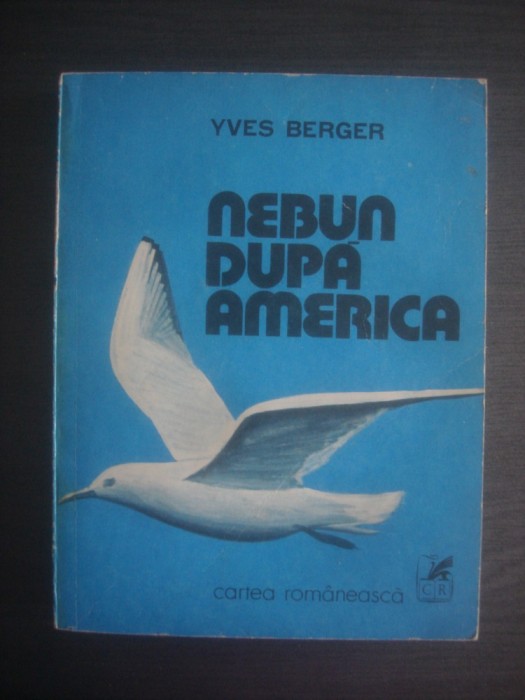 YVES BERGER
NEBUN
DUPĂ
AMERICA
cartea românească
CR